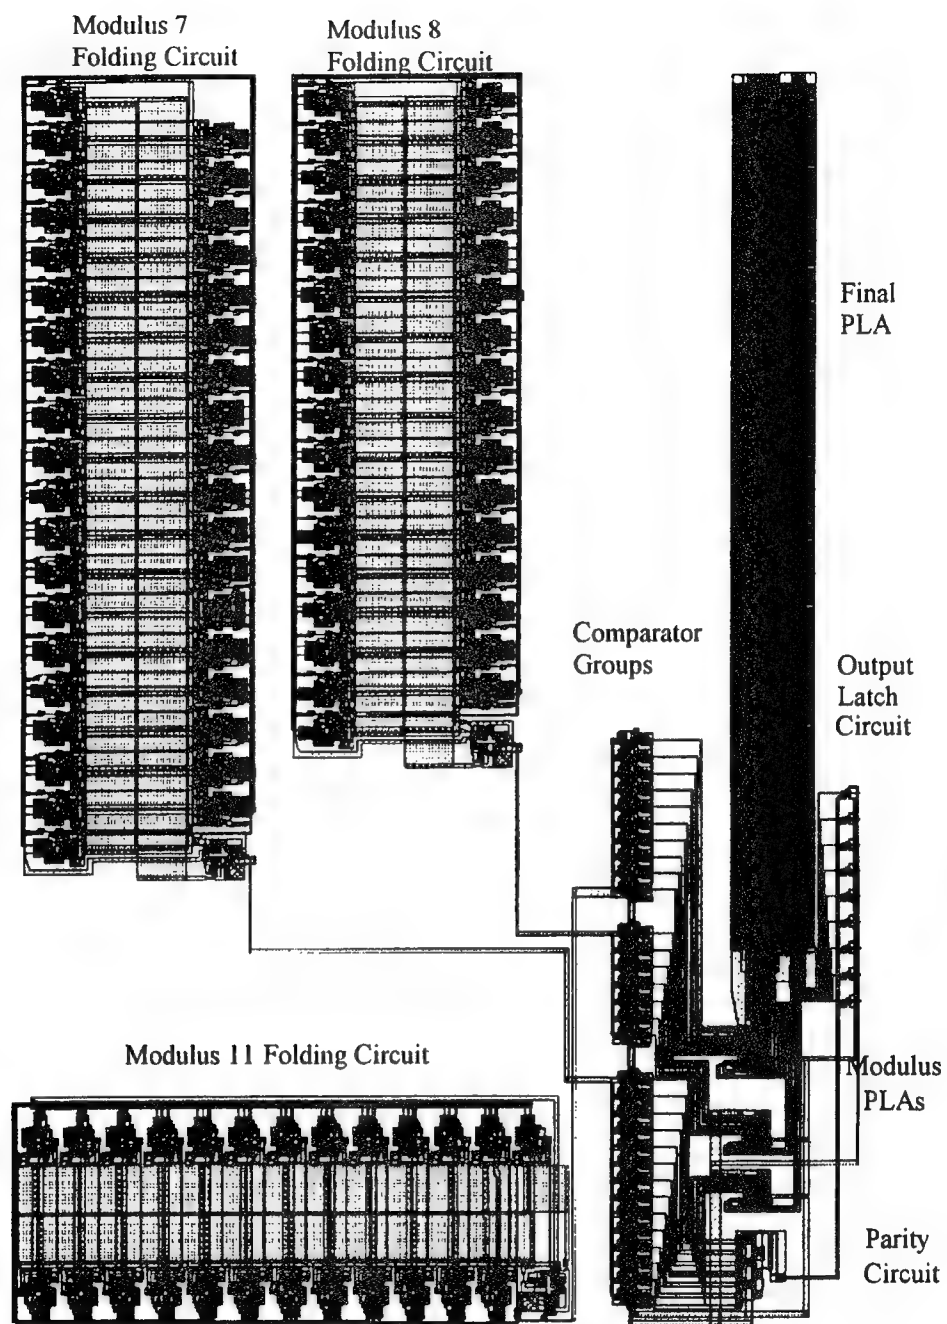 Modulus 7
Folding Circuit
Modulus 8
Folding Circuit
Final
PLA
Comparator
Groups
Output
Latch
Circuit
Modulus 11 Folding Circuit
Modulus
PLAs
Parity
Circuit